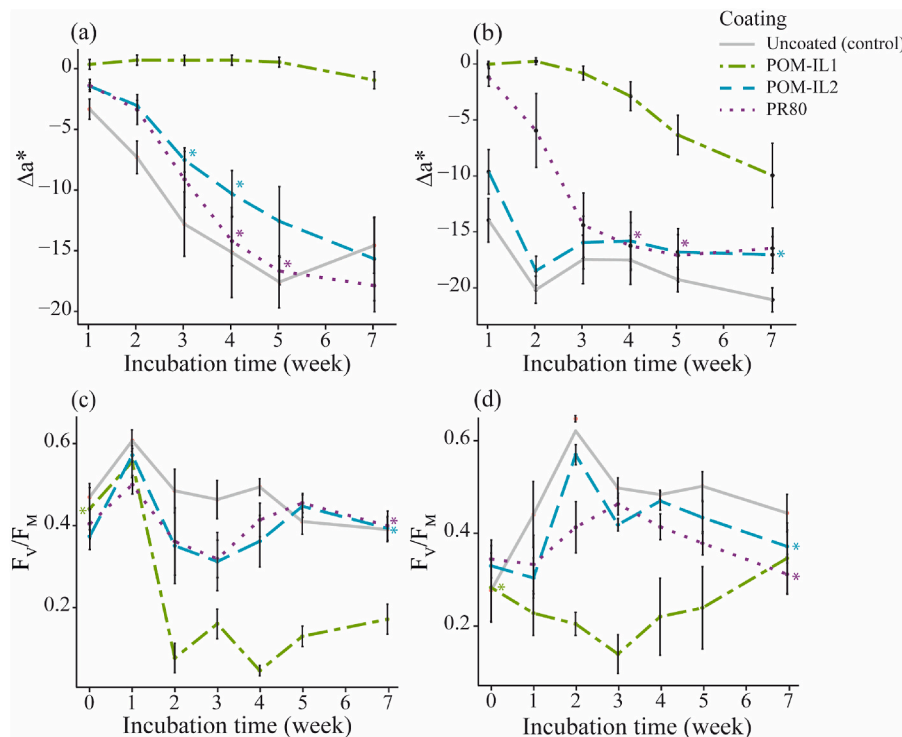 (a)
(b)
Coating
Uncoated (control)
POM-IL1
POM-IL2
PR80
0
−5
−10
−15
−20
Δa*
*
*
*
*
1 2 3 4 5 6 7
Incubation time (week)
0
−5
−10
−15
−20
Δa*
*
*
*
1 2 3 4 5 6 7
Incubation time (week)
(c)
(d)
0.6
0.4
0.2
Fv/FM
*
*
*
0 1 2 3 4 5 6 7
Incubation time (week)
0.6
0.4
0.2
Fv/FM
*
*
*
0 1 2 3 4 5 6 7
Incubation time (week)